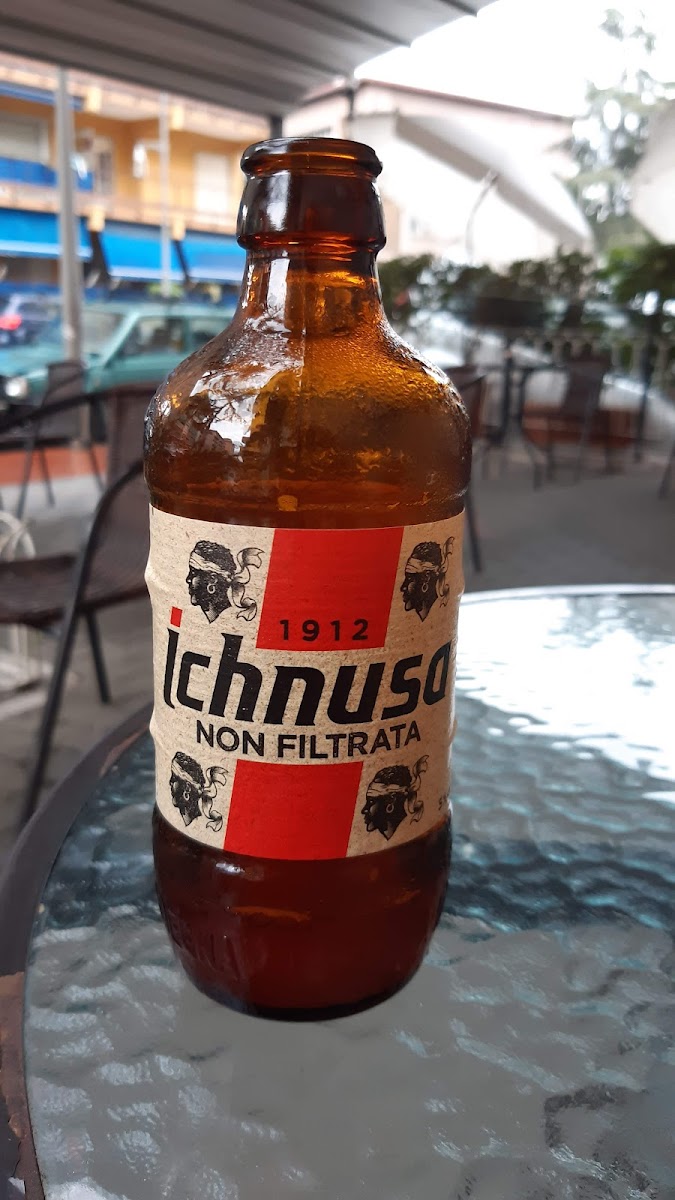 1912
ichnusa
NON FILTRATA